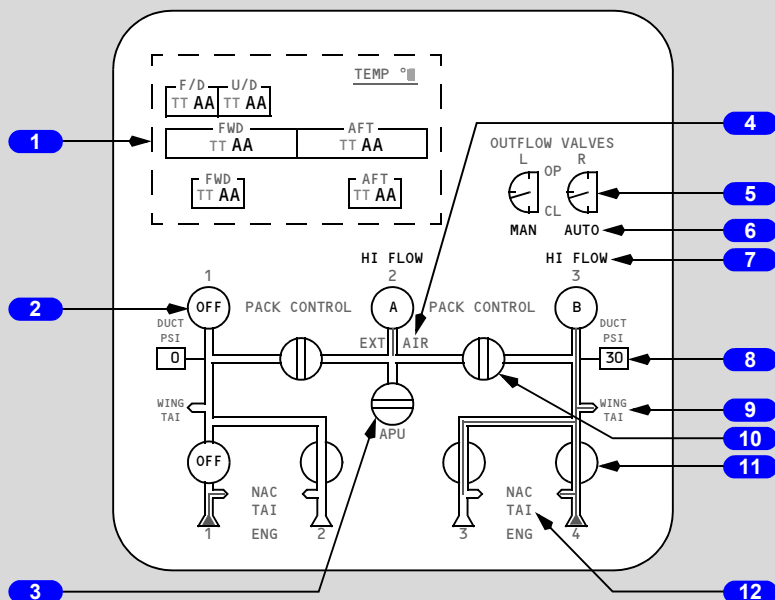 TEMP °
F/D U/D
TT AA TT AA
FWD AFT
TT AA TT AA
FWD AFT
TT AA TT AA
1
4
OUTFLOW VALVES
L R
OP
5
CL
MAN AUTO
6
HI FLOW HI FLOW
7
1 2 3
2
OFF PACK CONTROL A PACK CONTROL B
DUCT
PSI
EXT AIR
DUCT
PSI
0 30
8
WING
TAI
WING
TAI
9
10
APU
OFF
11
NAC
TAI
NAC
TAI
1 ENG 2 3 ENG 4
3
12